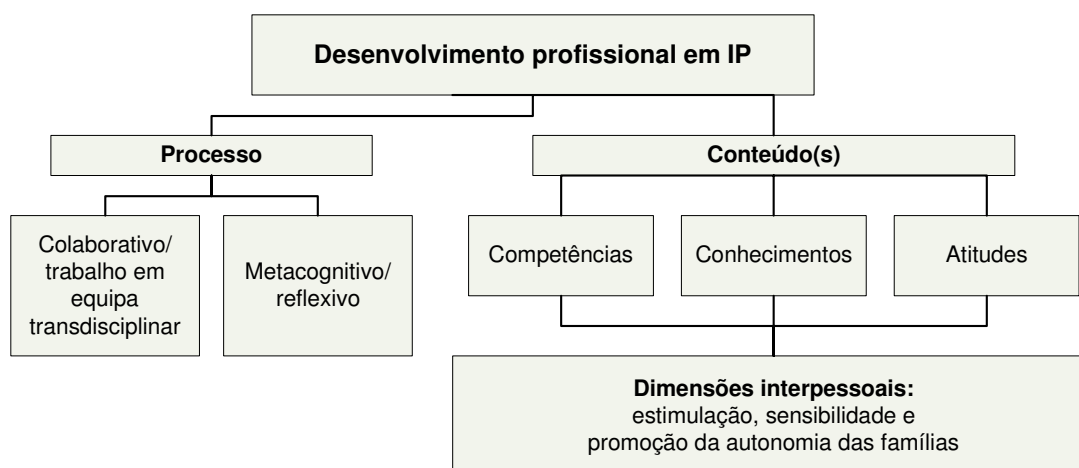 Desenvolvimento profissional em IP
Processo
Conteúdo(s)
Colaborativo/
trabalho em
equipa
transdisciplinar
Metacognitivo/
reflexivo
Competências
Conhecimentos
Atitudes
Dimensões interpessoais:
estimulação, sensibilidade e
promoção da autonomia das famílias